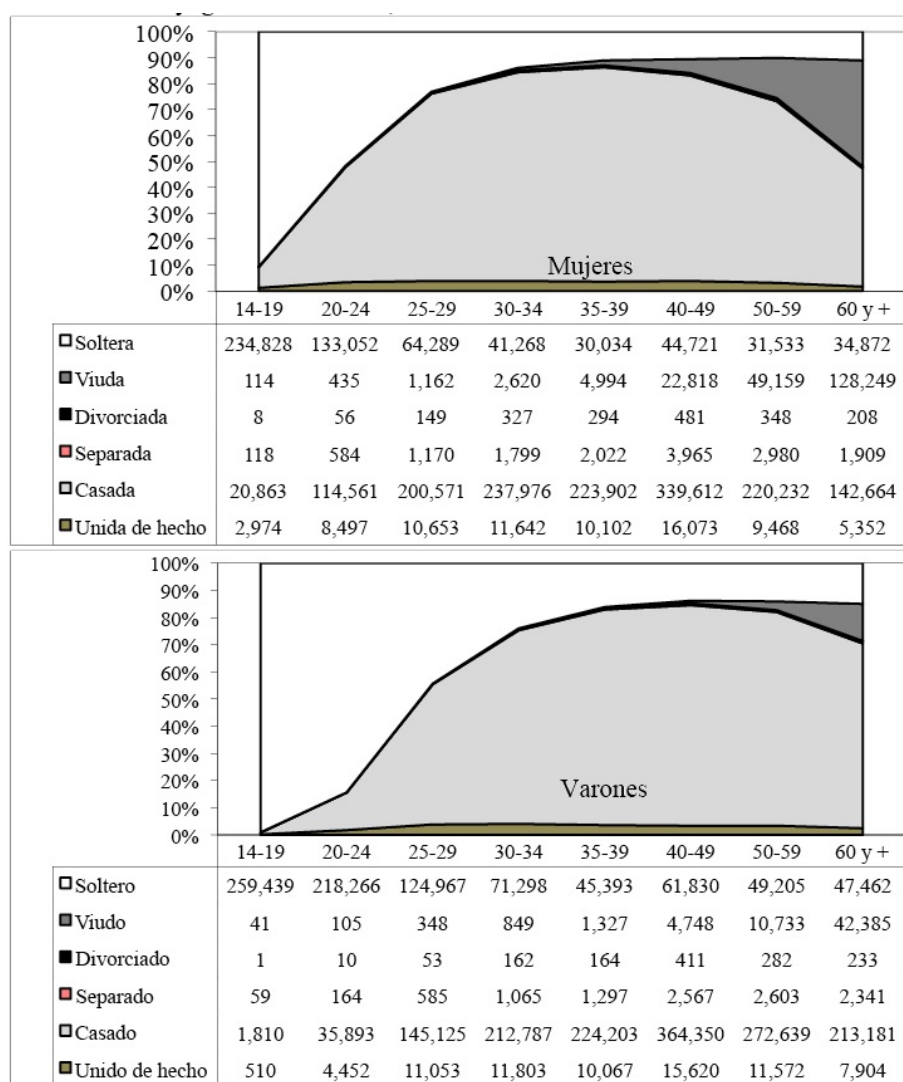 100%
90%
80%
70%
60%
50%
40%
30%
20%
10%
0%
Mujeres
14-19 20-24 25-29 30-34 35-39 40-49 50-59 60 y +
Soltera 234,828 133,052 64,289 41,268 30,034 44,721 31,533 34,872
Viuda 114 435 1,162 2,620 4,994 22,818 49,159 128,249
Divorciada 8 56 149 327 294 481 348 208
Separada 118 584 1,170 1,799 2,022 3,965 2,980 1,909
Casada 20,863 114,561 200,571 237,976 223,902 339,612 220,232 142,664
Unida de hecho 2,974 8,497 10,653 11,642 10,102 16,073 9,468 5,352
100%
90%
80%
70%
60%
50%
40%
30%
20%
10%
0%
Varones
14-19 20-24 25-29 30-34 35-39 40-49 50-59 60 y +
Soltero 259,439 218,266 124,967 71,298 45,393 61,830 49,205 47,462
Viudo 41 105 348 849 1,327 4,748 10,733 42,385
Divorciado 1 10 53 162 164 411 282 233
Separado 59 164 585 1,065 1,297 2,567 2,603 2,341
Casado 1,810 35,893 145,125 212,787 224,203 364,350 272,639 213,181
Unido de hecho 510 4,452 11,053 11,803 10,067 15,620 11,572 7,904